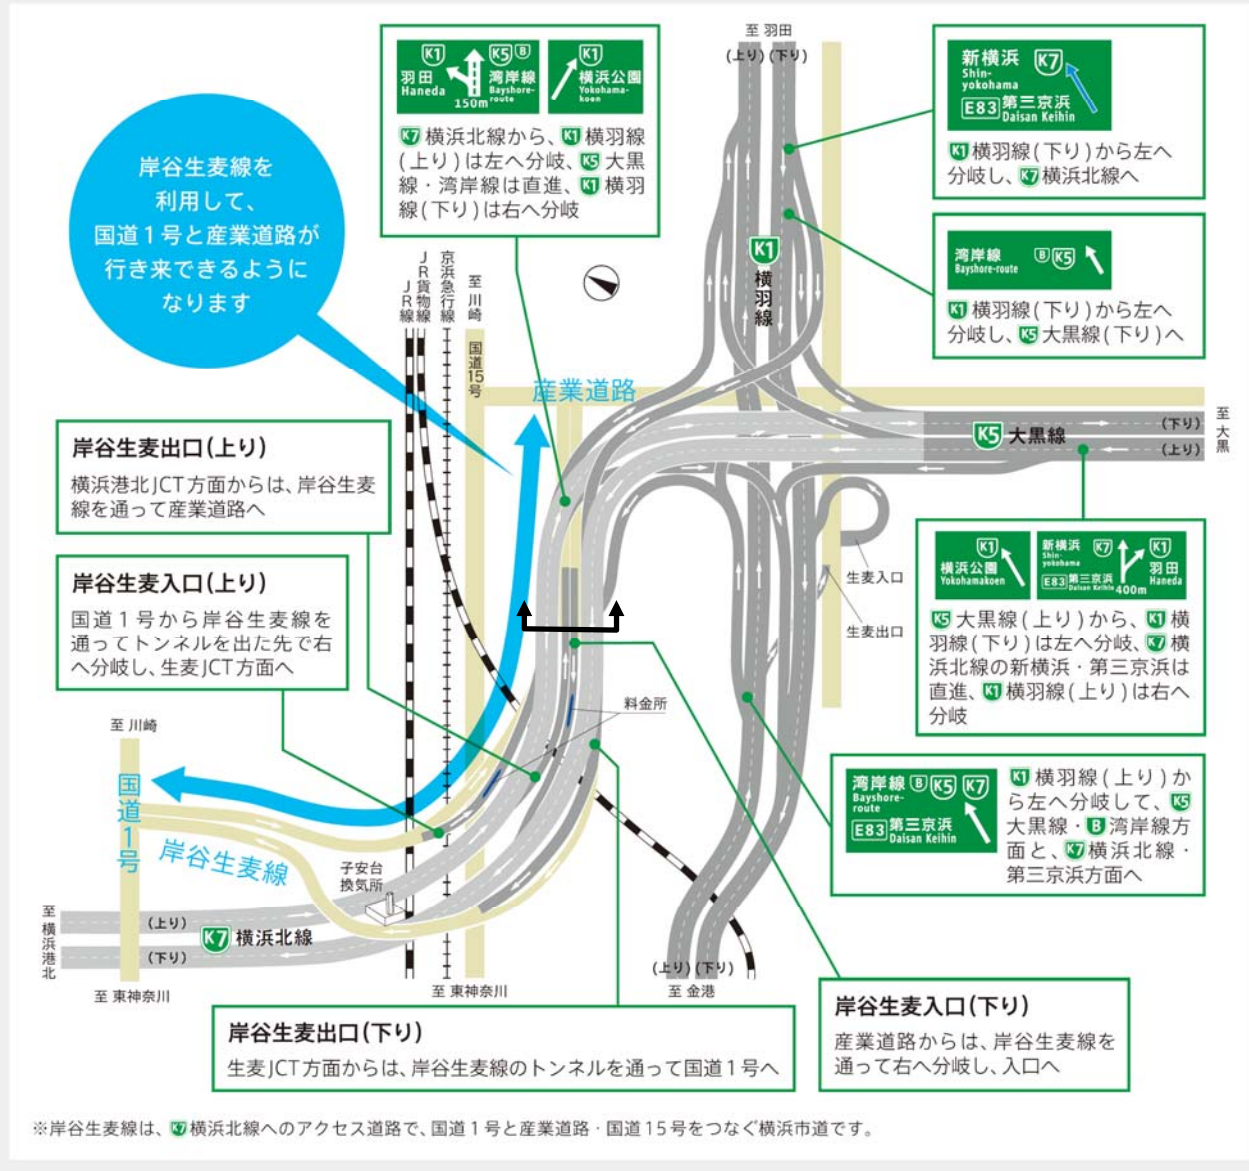 至 羽田
(上り)(下り)
K1
羽田
Haneda
150m
K5 B
湾岸線
Bayshore-
route
K1
横浜公園
Yokohama-
koen
K7 横浜北線から、K1 横羽線
(上り)は左へ分岐、K5 大黒
線・湾岸線は直進、K1 横羽
線(下り)は右へ分岐
新横浜 K7
Shin-
yokohama
E83 第三京浜
Daisan Keihin
K1 横羽線(下り)から左へ
分岐し、K7 横浜北線へ
湾岸線 B K5
Bayshore-route
K1 横羽線(下り)から左へ
分岐し、K5 大黒線(下り)へ
岸谷生麦線を
利用して、
国道1号と産業道路が
行き来できるように
なります
JR線
JR貨物線
京浜急行線
至 川崎
国道15号
K1
横羽線
産業道路
K5 大黒線
(下り)
(上り)
至 大黒
岸谷生麦出口(上り)
横浜港北JCT方面からは、岸谷生麦
線を通って産業道路へ
岸谷生麦入口(上り)
国道1号から岸谷生麦線を
通ってトンネルを出た先で右
へ分岐し、生麦JCT方面へ
生麦入口
生麦出口
K1
横浜公園
Yokohamakoen
新横浜 K7
Shin-
yokohama
E83 第三京浜
Daisan Keihin
400m
K1
羽田
Haneda
K5 大黒線(上り)から、K1 横
羽線(下り)は左へ分岐、K7 横
浜北線の新横浜・第三京浜は
直進、K1 横羽線(上り)は右へ
分岐
料金所
至 川崎
国道1号
岸谷生麦線
子安台
換気所
湾岸線 B K5 K7
Bayshore-
route
E83 第三京浜
Daisan Keihin
K1 横羽線(上り)か
ら左へ分岐して、K5
大黒線・B 湾岸線方
面と、K7 横浜北線・
第三京浜方面へ
至 横浜港北
(上り)
K7 横浜北線
(下り)
至 東神奈川
至 東神奈川
(上り)(下り)
至 金港
岸谷生麦出口(下り)
生麦JCT方面からは、岸谷生麦線のトンネルを通って国道1号へ
岸谷生麦入口(下り)
産業道路からは、岸谷生麦線を
通って右へ分岐し、入口へ
※岸谷生麦線は、K7 横浜北線へのアクセス道路で、国道1号と産業道路・国道15号をつなぐ横浜市道です。